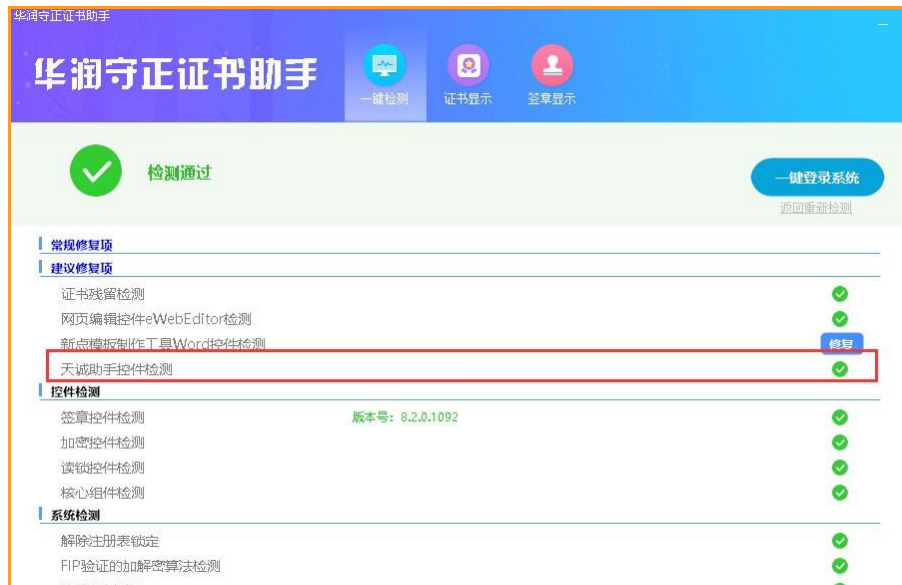 华润守正证书助手
华润守正证书助手
一键检测 证书显示 签章显示
检测通过
一键登录系统
返回重新检测
常规修复项
建议修复项
证书残留检测
网页编辑控件eWebEditor检测
新点模板制作工具Word控件检测 修复
天诚助手控件检测
控件检测
签章控件检测 版本号：8.2.0.1092
加密控件检测
读锁控件检测
核心组件检测
系统检测
解除注册表锁定
FIP验证的加解密算法检测